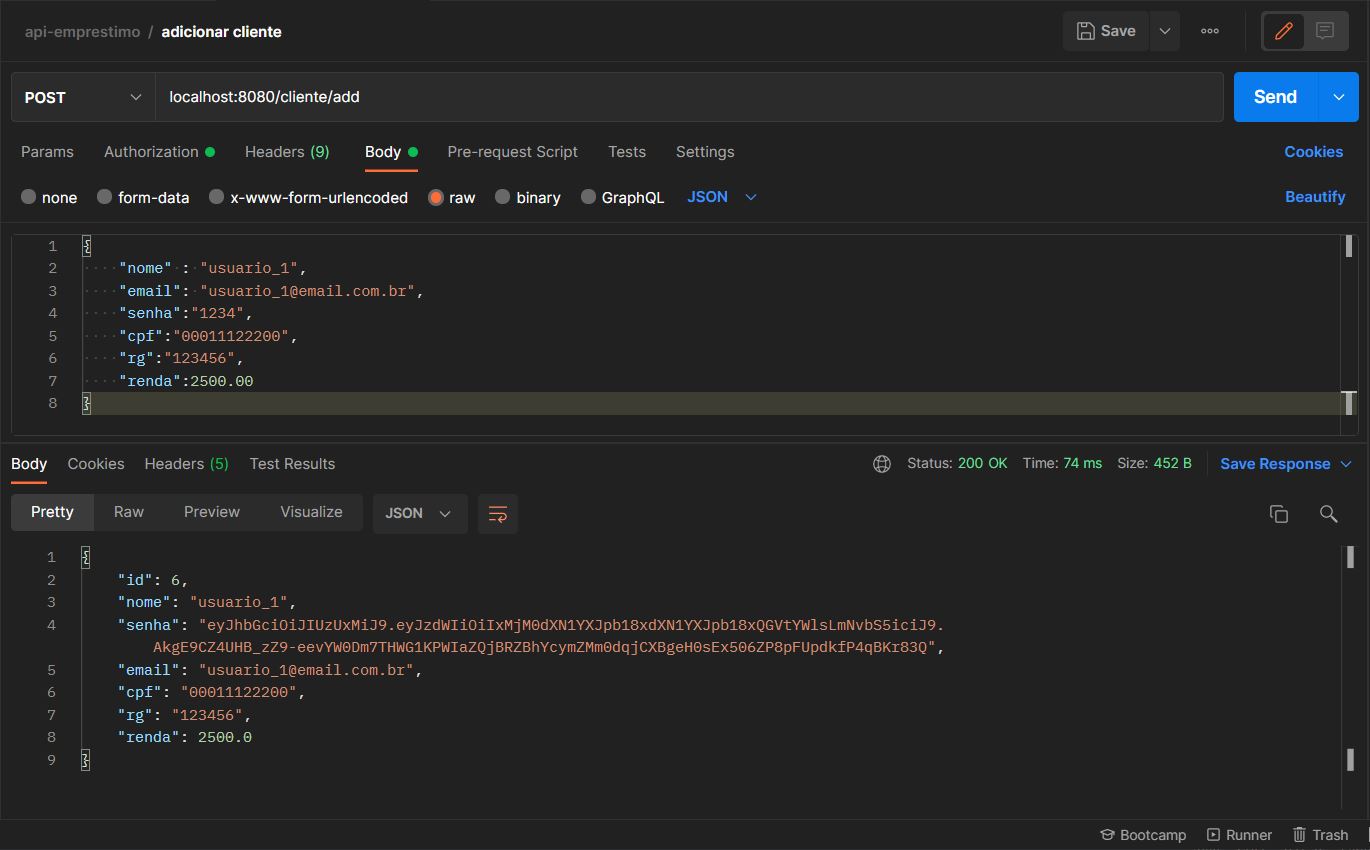 api-emprestimo / adicionar cliente
Save
POST localhost:8080/cliente/add Send
Params Authorization Headers (9) Body Pre-request Script Tests Settings Cookies
none form-data x-www-form-urlencoded raw binary GraphQL JSON Beautify
1 {
2 "nome" : "usuario_1",
3 "email": "usuario_1@email.com.br",
4 "senha":"1234",
5 "cpf":"00011122200",
6 "rg":"123456",
7 "renda":2500.00
8 }
Body Cookies Headers (5) Test Results Status: 200 OK Time: 74 ms Size: 452 B Save Response
Pretty Raw Preview Visualize JSON
1 {
2 "id": 6,
3 "nome": "usuario_1",
4 "senha": "eyJhbGciOiJIUzUxMiJ9.eyJzdWIiOiIxMjM0dXN1YXJpb18xdXN1YXJpb18xQGVtYWlsLmNvbS5iciJ9.
AkgE9CZ4UHB_zZ9-eevYW0Dm7THWG1KPWIaZQjBRZBhYcymZMm0dqjCXBgeH0sEx506ZP8pFUpdkfP4qBKr83Q",
5 "email": "usuario_1@email.com.br",
6 "cpf": "00011122200",
7 "rg": "123456",
8 "renda": 2500.0
9 }
Bootcamp Runner Trash